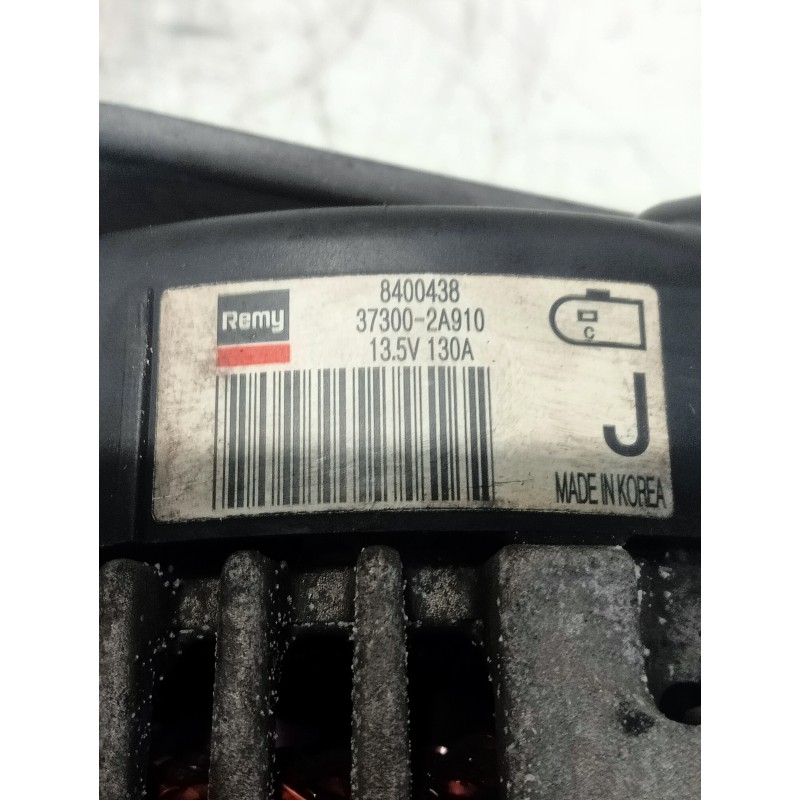 Remy
8400438
37300-2A910
13.5V 130A
C
J
MADE IN KOREA